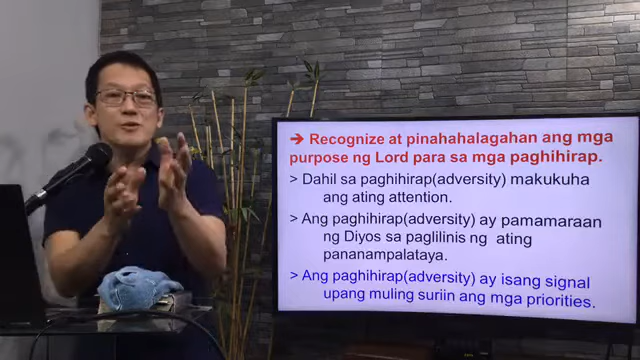 ➔ Recognize at pinahahalagahan ang mga
purpose ng Lord para sa mga paghihirap.
> Dahil sa paghihirap(adversity) makukuha
ang ating attention.
> Ang paghihirap(adversity) ay pamamaraan
ng Diyos sa paglilinis ng ating
pananampalataya.
> Ang paghihirap(adversity) ay isang signal
upang muling suriin ang mga priorities.